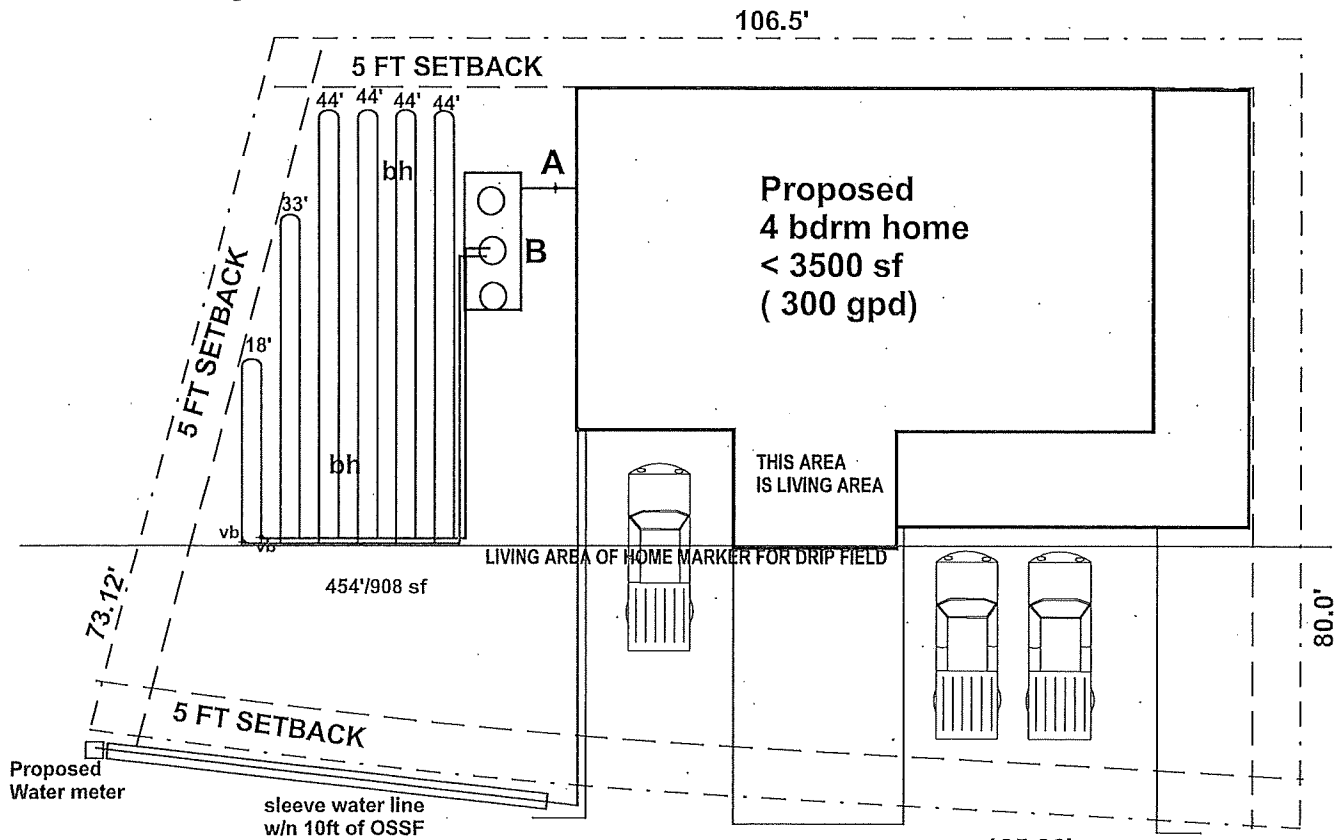 106.5'
5 FT SETBACK
44' 44' 44' 44'
A
bh
33'
B
Proposed
4 bdrm home
< 3500 sf
( 300 gpd)
5 FT SETBACK
18'
bh
THIS AREA
IS LIVING AREA
vb
vb
LIVING AREA OF HOME MARKER FOR DRIP FIELD
454'/908 sf
73.12'
80.0'
5 FT SETBACK
Proposed
Water meter
sleeve water line
w/n 10ft of OSSF